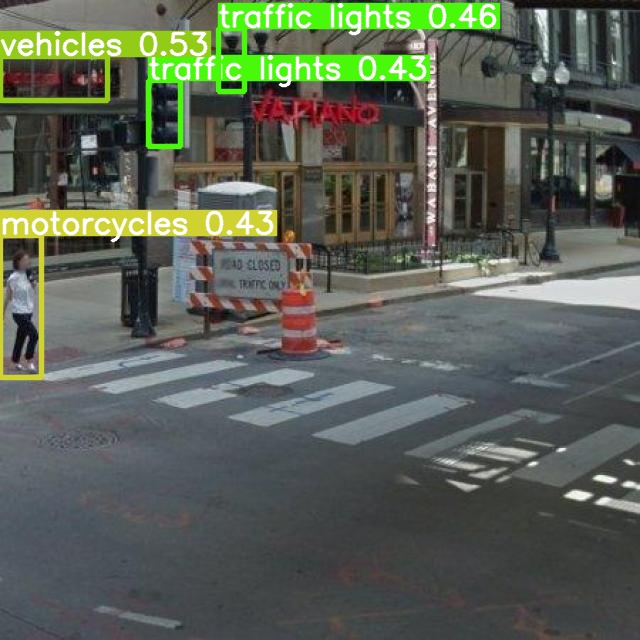 traffic lights 0.46
vehicles 0.53
traffic lights 0.43
VAPIANO
WABASH AVENUE
motorcycles 0.43
ROAD CLOSED
TRAFFIC ONLY